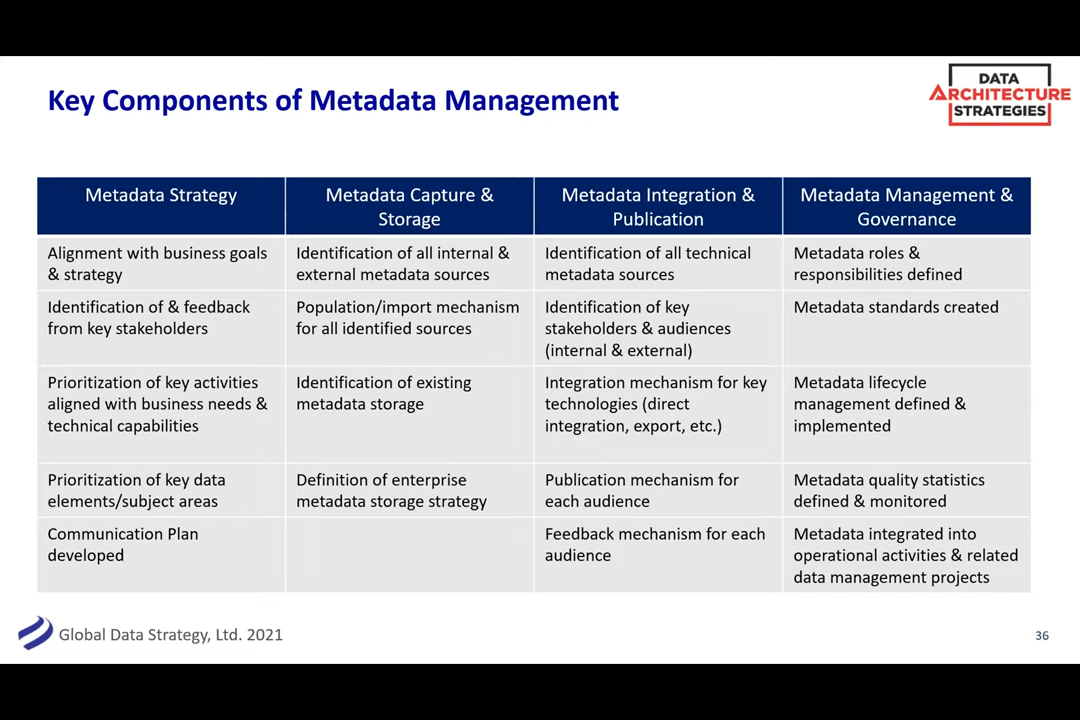 Key Components of Metadata Management
DATA
ARCHITECTURE
STRATEGIES
Metadata Strategy
Metadata Capture &
Storage
Metadata Integration &
Publication
Metadata Management &
Governance
Alignment with business goals
& strategy
Identification of all internal &
external metadata sources
Identification of all technical
metadata sources
Metadata roles &
responsibilities defined
Identification of & feedback
from key stakeholders
Population/import mechanism
for all identified sources
Identification of key
stakeholders & audiences
(internal & external)
Metadata standards created
Prioritization of key activities
aligned with business needs &
technical capabilities
Identification of existing
metadata storage
Integration mechanism for key
technologies (direct
integration, export, etc.)
Metadata lifecycle
management defined &
implemented
Prioritization of key data
elements/subject areas
Definition of enterprise
metadata storage strategy
Publication mechanism for
each audience
Metadata quality statistics
defined & monitored
Communication Plan
developed
Feedback mechanism for each
audience
Metadata integrated into
operational activities & related
data management projects
Global Data Strategy, Ltd. 2021
36